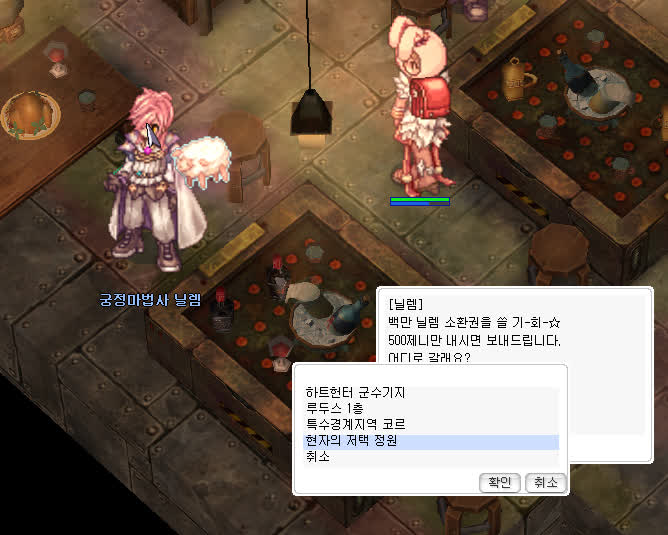 궁정마법사 닐렘
[닐렘]
백만 닐렘 소환권을 쓸 기-회-☆
500제니만 내시면 보내드립니다.
어디로 갈래요?
하트헌터 군수기지
루두스 1층
특수경계지역 코르
현자의 저택 정원
취소
확인 취소